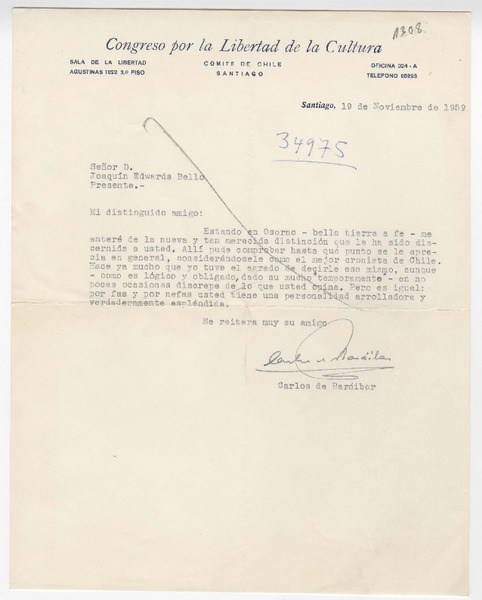 1308.
Congreso por la Libertad de la Cultura
SALA DE LA LIBERTAD
AGUSTINAS 1022 3.º PISO
COMITE DE CHILE
SANTIAGO
OFICINA 324-A
TELEFONO 65293
Santiago, 19 de Noviembre de 1959
34975
Señor D.
Joaquín Edwards Bello
Presente.-
Mi distinguido amigo:
Estando en Osorno - bella tierra a fe - me
enteré de la nueva y ten merecida distinción que le ha sido dis-
cernida a usted. Allí pude comprobar hasta qué punto se le apre-
cia en general, considerándosele como el mejor cronista de Chile.
Hace ya mucho que yo tuve el agrado de decirle eso mismo, aunque
- como es lógico y obligado, dado su mucho temperamento - en no
pocas ocasiones discrepe de lo que usted opina. Pero es igual:
por fas y por nefas usted tiene una personalidad arrolladora y
verdaderamente espléndida.
Se reitera muy su amigo
Carlos de Baráibar
Carlos de Baráibar